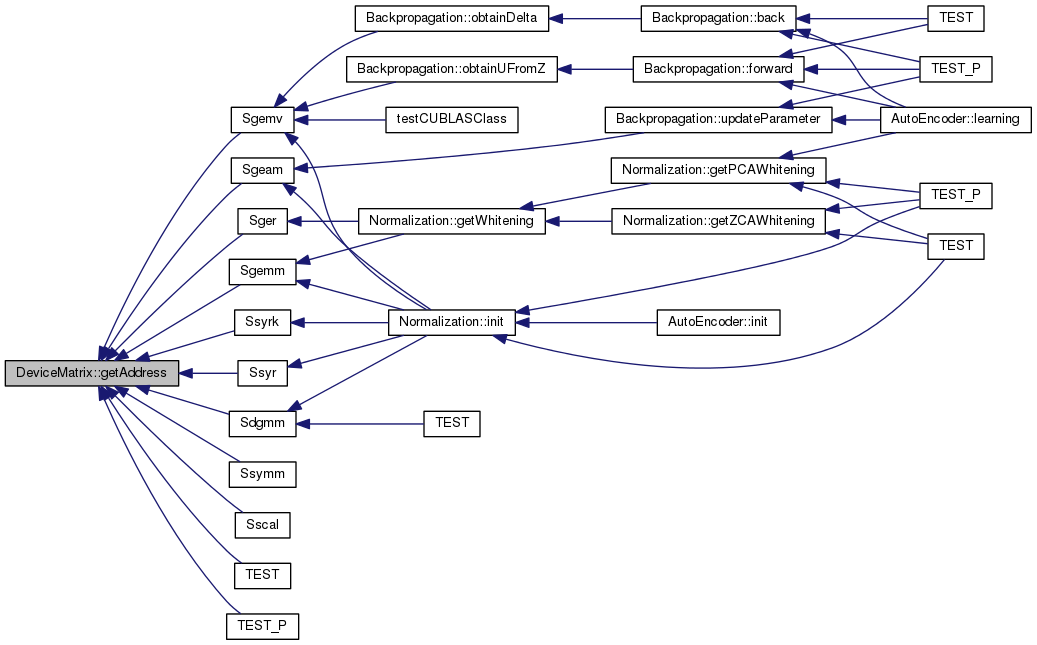 Backpropagation::obtainDelta
Backpropagation::back
TEST
Backpropagation::obtainUFromZ
Backpropagation::forward
TEST_P
Sgemv
testCUBLASClass
Backpropagation::updateParameter
AutoEncoder::learning
Sgeam
Normalization::getPCAWhitening
TEST_P
Sger
Normalization::getWhitening
Normalization::getZCAWhitening
TEST
Sgemm
Ssyrk
Normalization::init
AutoEncoder::init
DeviceMatrix::getAddress
Ssyr
Sdgmm
TEST
Ssymm
Sscal
TEST
TEST_P